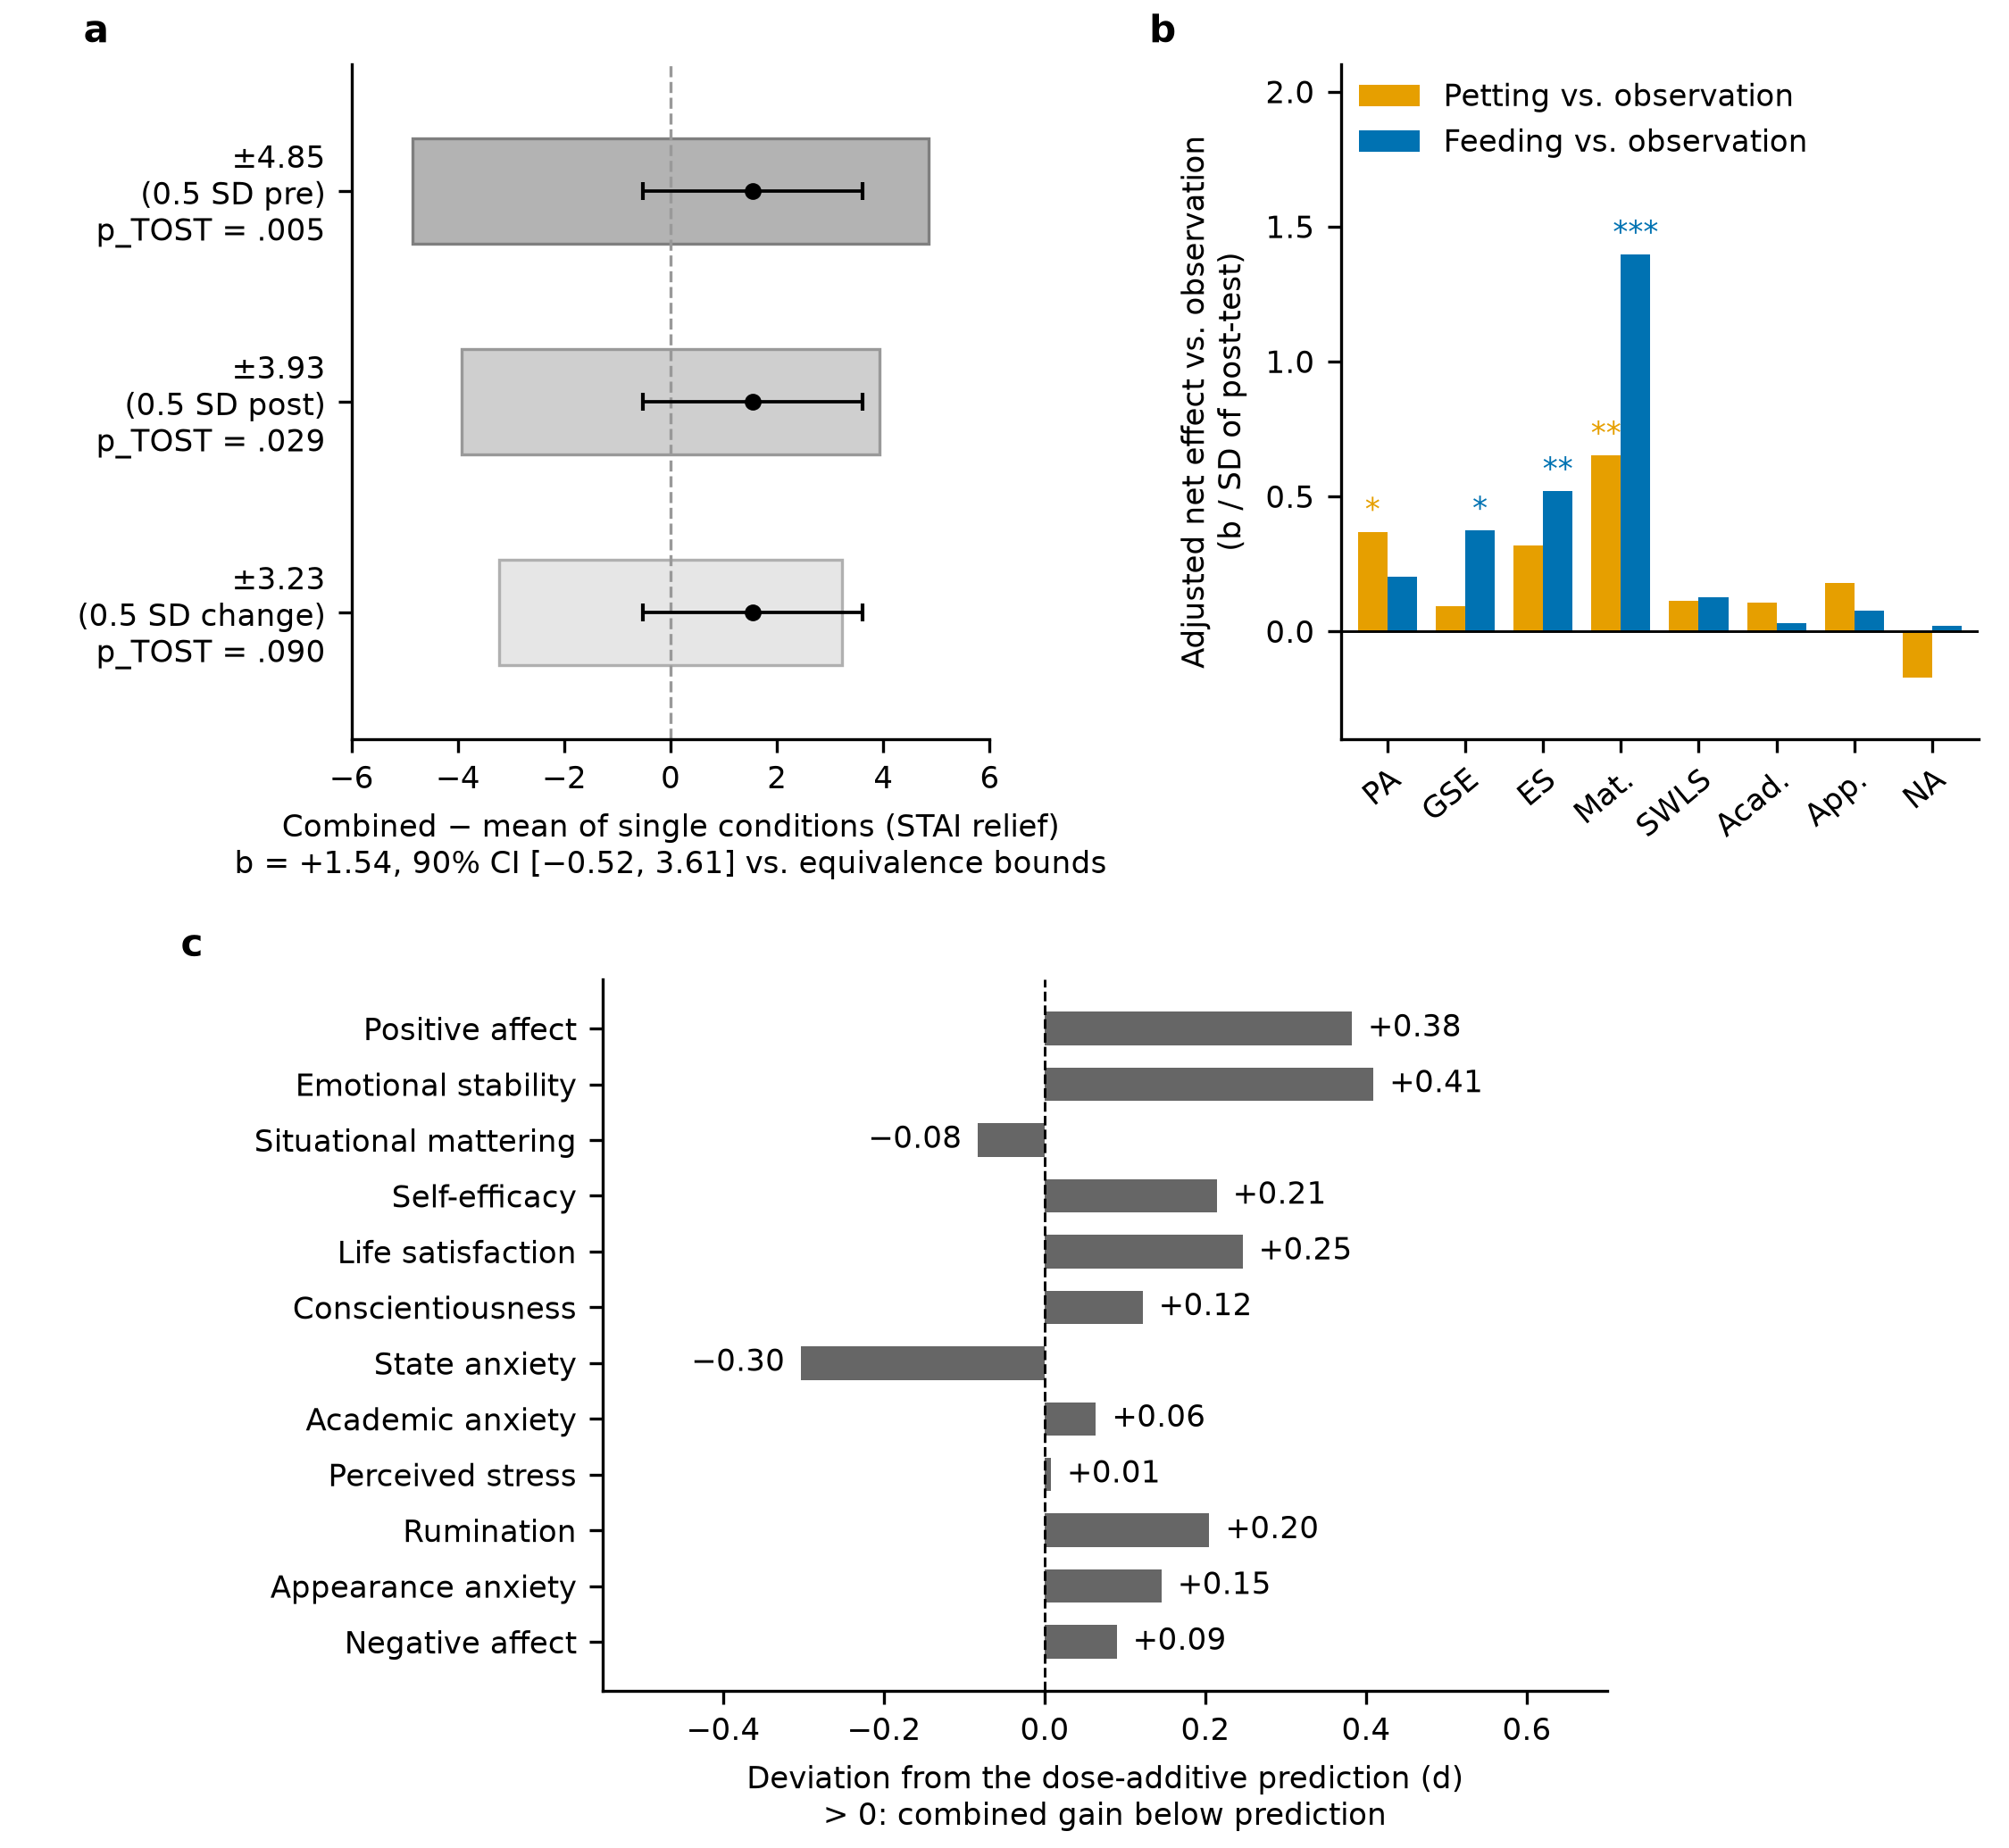 a
±4.85
(0.5 SD pre)
p_TOST = .005
±3.93
(0.5 SD post)
p_TOST = .029
±3.23
(0.5 SD change)
p_TOST = .090
−6 −4 −2 0 2 4 6
Combined − mean of single conditions (STAI relief)
b = +1.54, 90% CI [−0.52, 3.61] vs. equivalence bounds
b
Adjusted net effect vs. observation
(b / SD of post-test)
2.0
1.5
1.0
0.5
0.0
Petting vs. observation
Feeding vs. observation
*
*
**
**
***
PA GSE ES Mat. SWLS Acad. App. NA
c
Positive affect +0.38
Emotional stability +0.41
Situational mattering −0.08
Self-efficacy +0.21
Life satisfaction +0.25
Conscientiousness +0.12
State anxiety −0.30
Academic anxiety +0.06
Perceived stress +0.01
Rumination +0.20
Appearance anxiety +0.15
Negative affect +0.09
−0.4 −0.2 0.0 0.2 0.4 0.6
Deviation from the dose-additive prediction (d)
> 0: combined gain below prediction